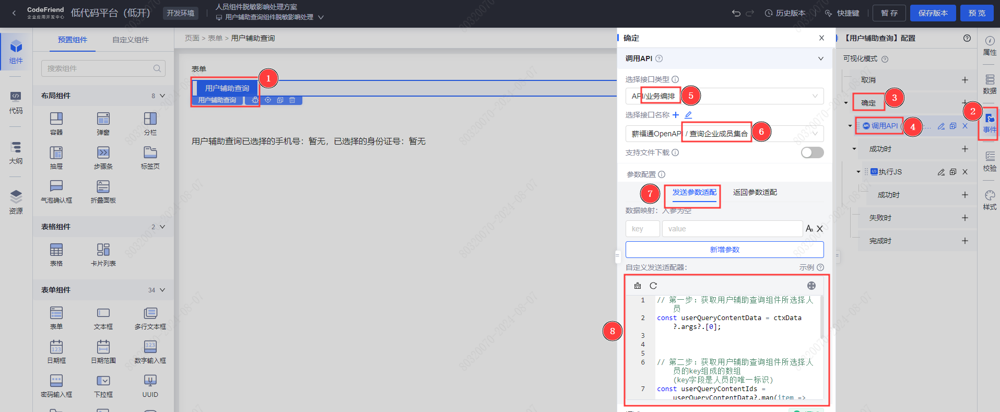 CodeFriend
企业应用开发中心
低代码平台（低开）
开发环境
人员组件脱敏影响处理方案
用户辅助查询组件脱敏影响处理
历史版本
快捷键
暂 存
保存版本
预 览
组件
代码
大纲
资源
预置组件
自定义组件
搜索组件
布局组件
8
容器
弹窗
分栏
抽屉
步骤条
标签页
气泡确认框
折叠面板
表格组件
2
表格
卡片列表
表单组件
34
表单
文本框
多行文本框
日期框
日期范围
数字输入框
密码输入框
下拉框
UUID
页面 > 表单 > 用户辅助查询
表单
用户辅助查询
1
用户辅助查询
用户辅助查询已选择的手机号：暂无，已选择的身份证号：暂无
确定
调用API
选择接口类型
API/业务编排
5
选择接口名称
薪福通OpenAPI / 查询企业成员集合
6
支持文件下载
参数配置
7
发送参数适配
返回参数适配
数据映射：入参为空
key
value
新增参数
自定义发送适配器：
示例
8
1 // 第一步：获取用户辅助查询组件所选择人
员
2 const userQueryContentData = ctxData
?.args?.[0];
3
4
5
6 // 第二步：获取用户辅助查询组件所选择人
员的key组成的数组
(key字段是人员的唯一标识)
7 const userQueryContentIds =
userQueryContentData?.map(item =>
【用户辅助查询】配置
可视化模式
取消
确定
3
2
调用API
4
成功时
执行JS
成功时
失败时
完成时
属性
数据
事件
校验
样式
80320070-2024-08-07